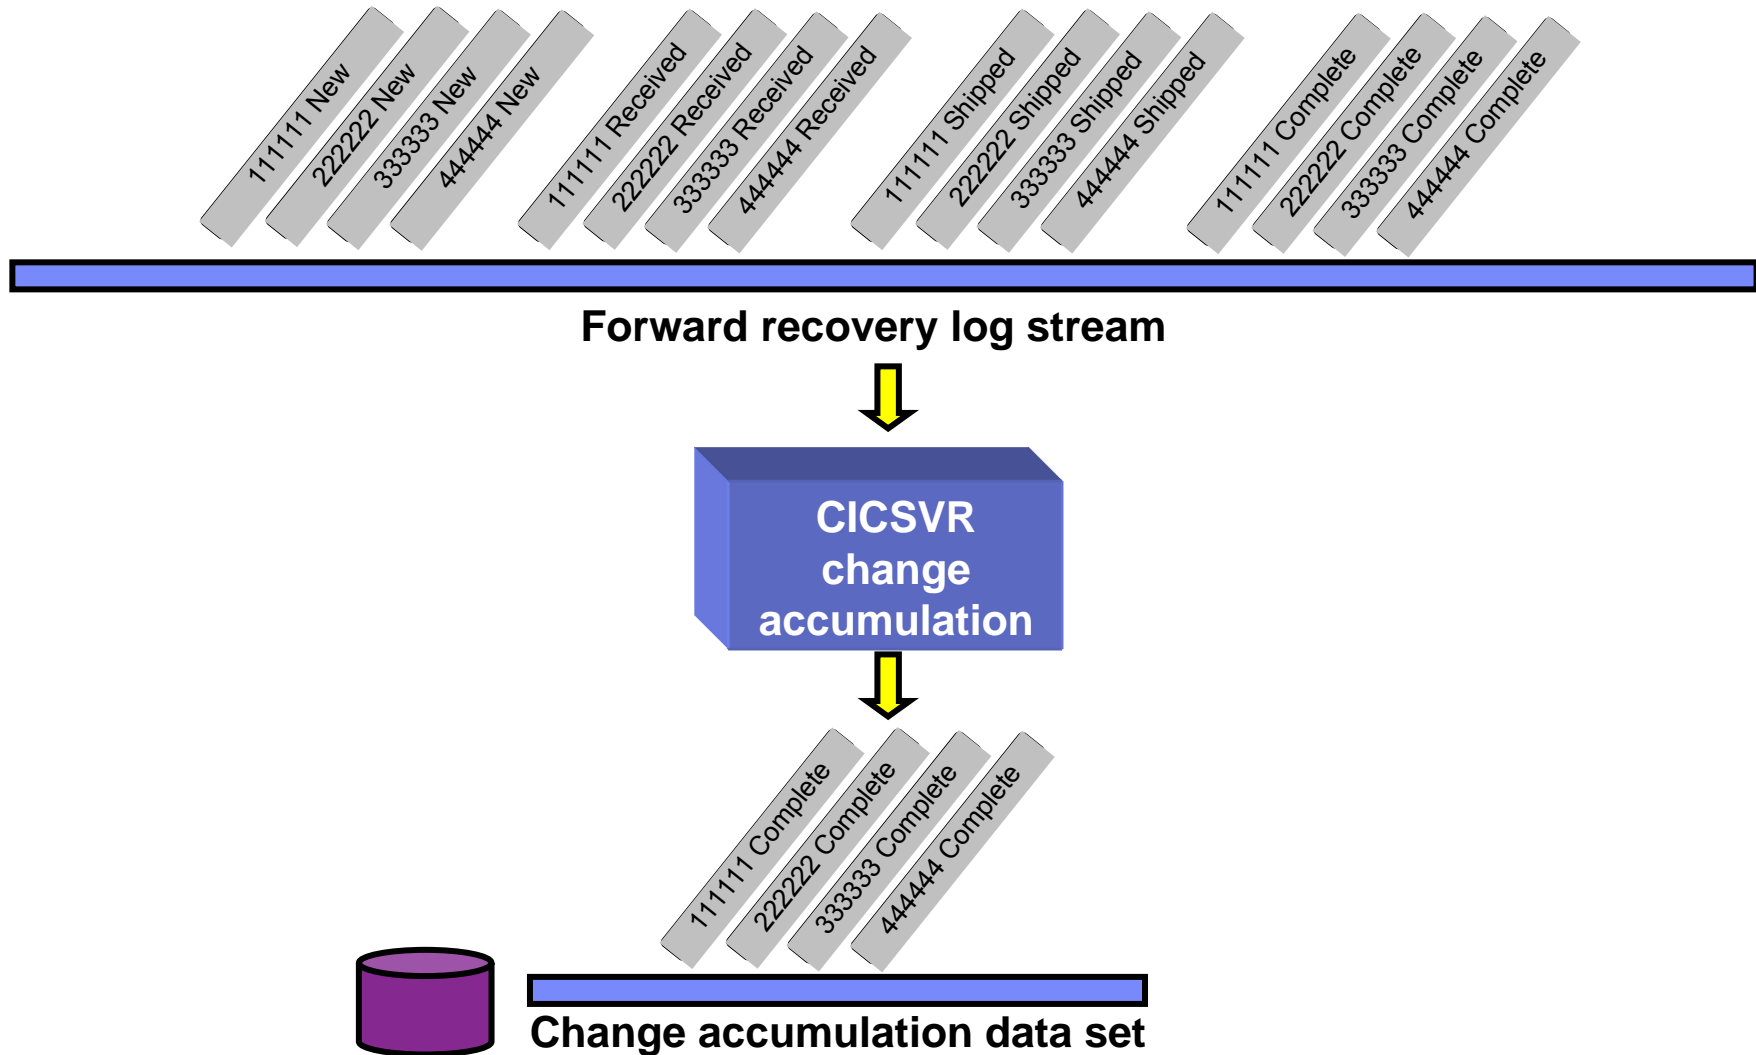 111111 New
222222 New
333333 New
444444 New
111111 Received
222222 Received
333333 Received
444444 Received
111111 Shipped
222222 Shipped
333333 Shipped
444444 Shipped
111111 Complete
222222 Complete
333333 Complete
444444 Complete
Forward recovery log stream
CICSVR
change
accumulation
111111 Complete
222222 Complete
333333 Complete
444444 Complete
Change accumulation data set